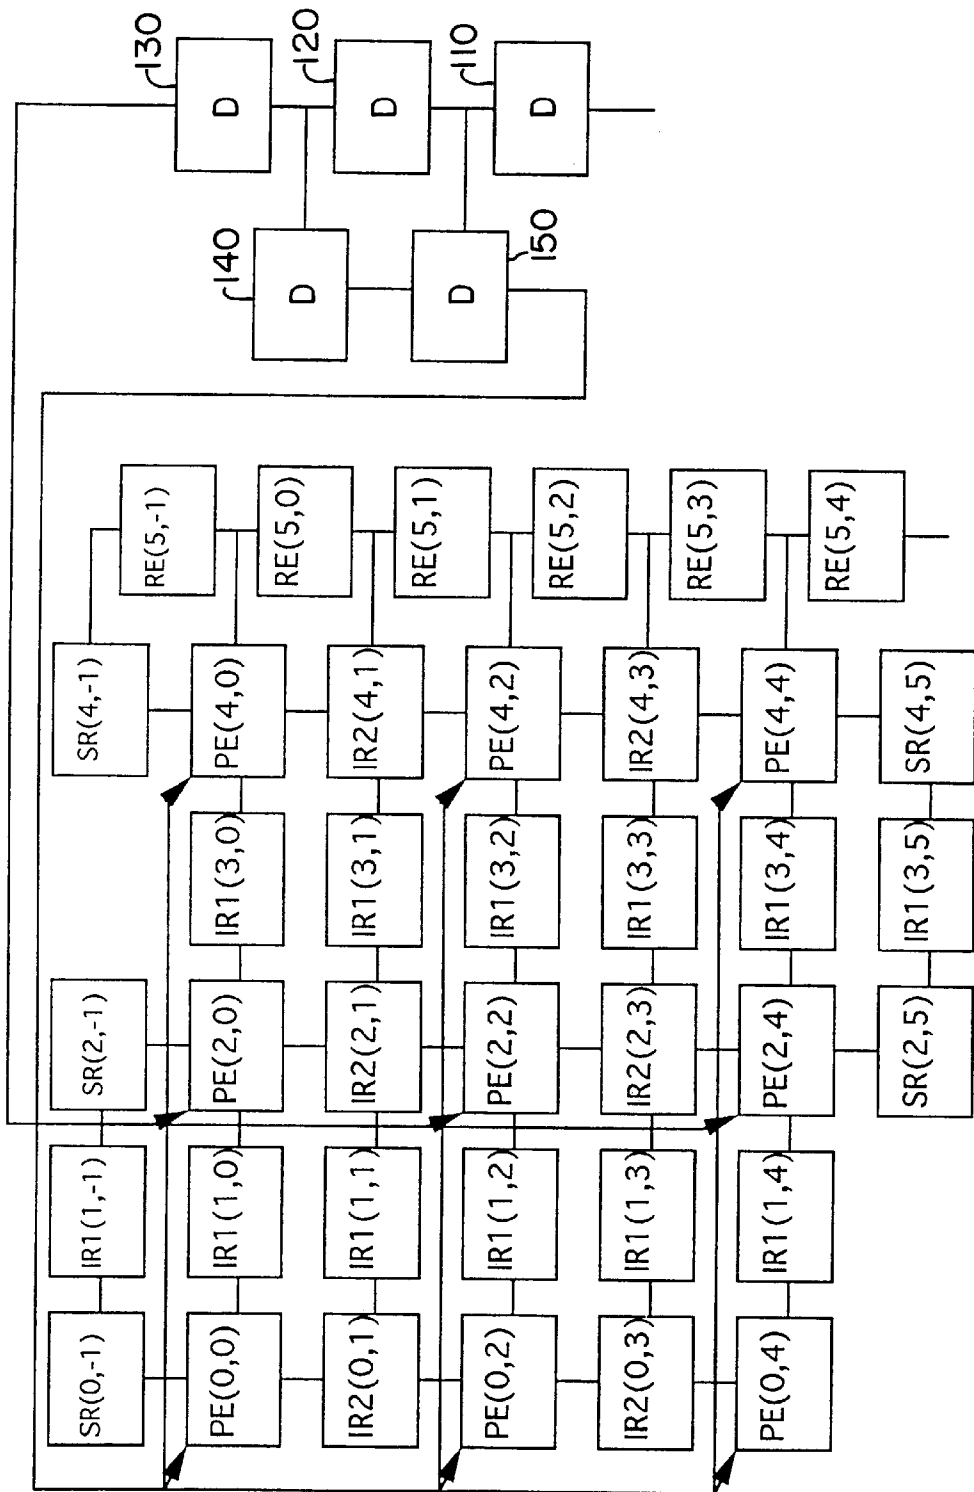 SR(0,-1) IR1(1,-1) SR(2,-1) SR(4,-1)
RE(5,-1) 130
PE(0,0) IR1(1,0) PE(2,0) IR1(3,0) PE(4,0) 140 D
RE(5,0) D 120
IR2(0,1) IR1(1,1) IR2(2,1) IR1(3,1) IR2(4,1) D
RE(5,1) D 110
PE(0,2) IR1(1,2) PE(2,2) IR1(3,2) PE(4,2) 150 D
RE(5,2)
IR2(0,3) IR1(1,3) IR2(2,3) IR1(3,3) IR2(4,3)
RE(5,3)
PE(0,4) IR1(1,4) PE(2,4) IR1(3,4) PE(4,4)
RE(5,4)
SR(2,5) IR1(3,5) SR(4,5)